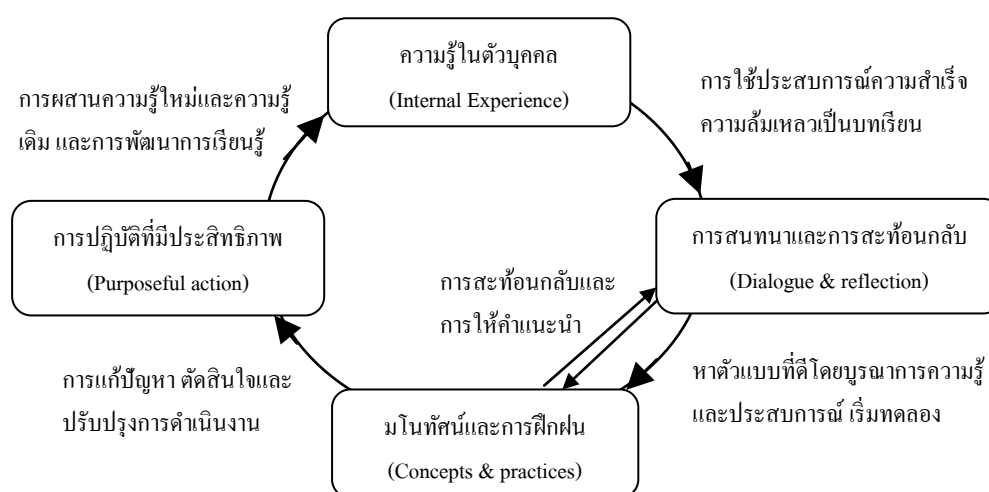 ความรู้ในตัวบุคคล
(Internal Experience)
การผสานความรู้ใหม่และความรู้
เดิม และการพัฒนาการเรียนรู้
การใช้ประสบการณ์ความสำเร็จ
ความล้มเหลวเป็นบทเรียน
การปฏิบัติที่มีประสิทธิภาพ
(Purposeful action)
การสนทนาและการสะท้อนกลับ
(Dialogue & reflection)
การสะท้อนกลับและ
การให้คำแนะนำ
การแก้ปัญหา ตัดสินใจและ
ปรับปรุงการดำเนินงาน
หาตัวแบบที่ดีโดยบูรณาการความรู้
และประสบการณ์ เริ่มทดลอง
มโนทัศน์และการฝึกฝน
(Concepts & practices)